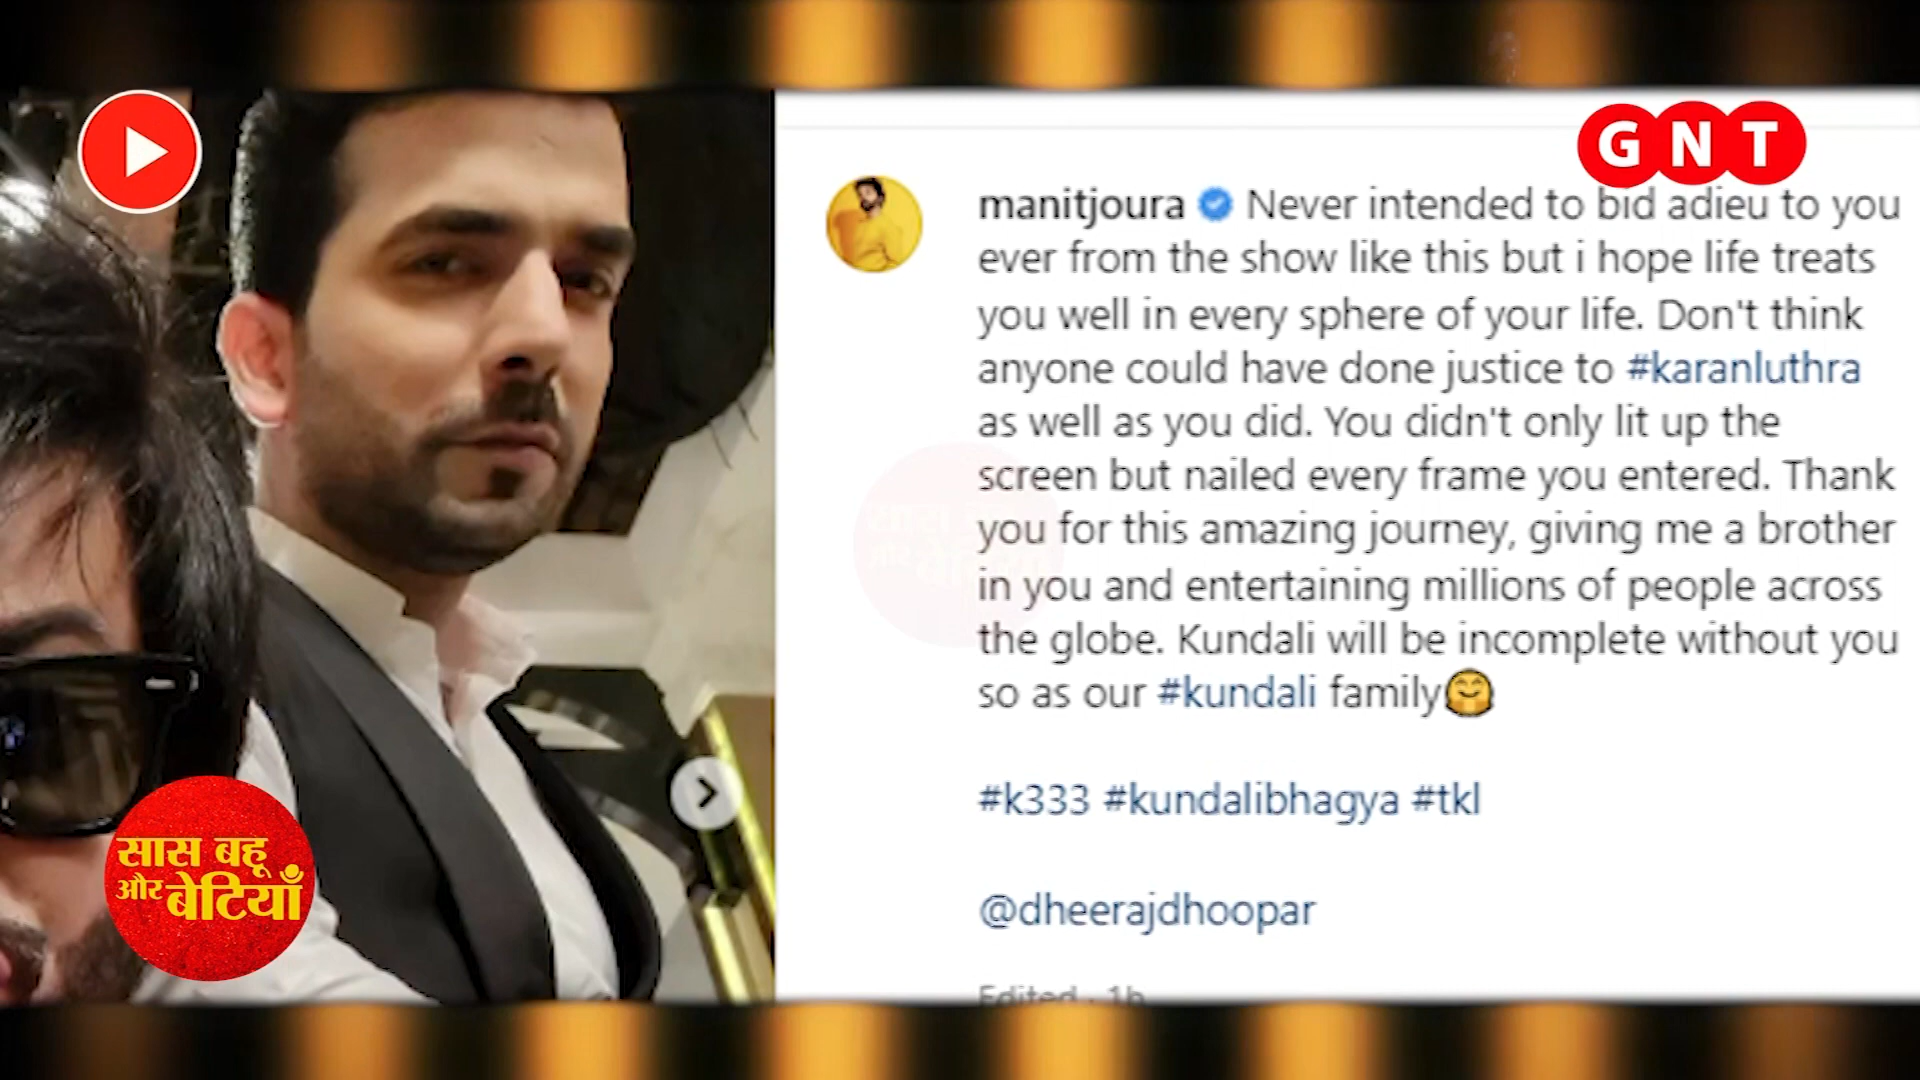 GNT
manitjoura Never intended to bid adieu to you
ever from the show like this but i hope life treats
you well in every sphere of your life. Don't think
anyone could have done justice to #karanluthra
as well as you did. You didn't only lit up the
screen but nailed every frame you entered. Thank
you for this amazing journey, giving me a brother
in you and entertaining millions of people across
the globe. Kundali will be incomplete without you
so as our #kundali family🤗
#k333 #kundalibhagya #tkl
@dheerajdhoopar
Edited · 1h
सास बहू
और बेटियाँ